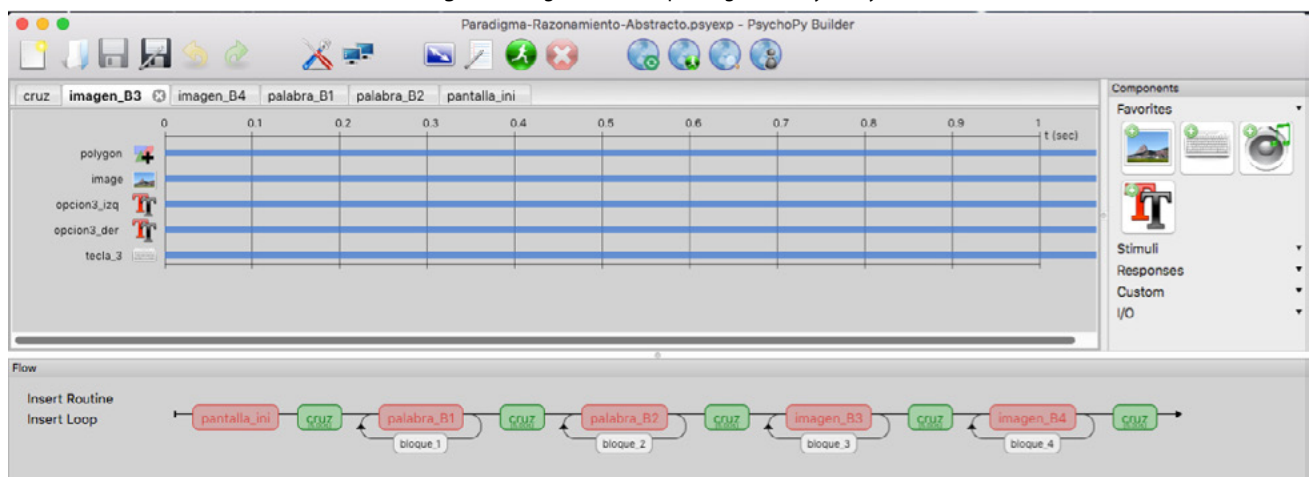 Paradigma-Razonamiento-Abstracto.psyexp - PsychoPy Builder
cruz imagen_B3 imagen_B4 palabra_B1 palabra_B2 pantalla_ini
0 0.1 0.2 0.3 0.4 0.5 0.6 0.7 0.8 0.9 1
t (sec)
polygon
image
opcion3_izq
opcion3_der
tecla_3
Components
Favorites
Stimuli
Responses
Custom
I/O
Flow
Insert Routine
Insert Loop
pantalla_ini cruz palabra_B1 cruz palabra_B2 cruz imagen_B3 cruz imagen_B4 cruz
bloque_1 bloque_2 bloque_3 bloque_4